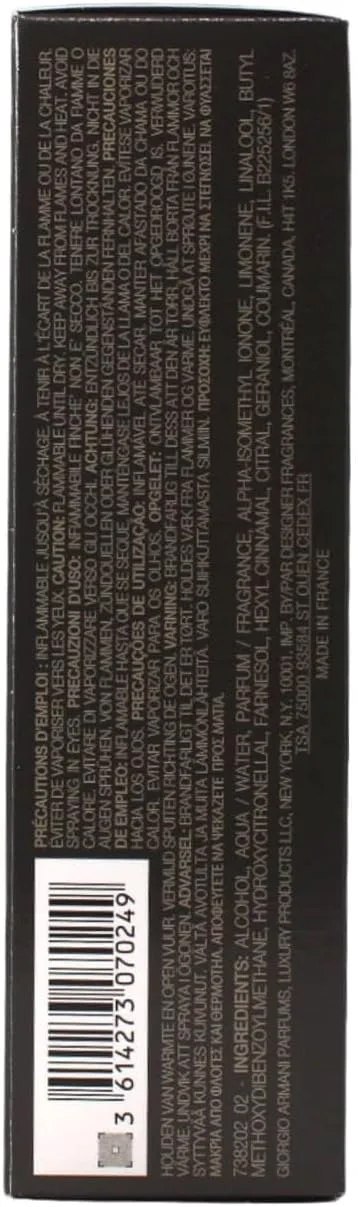 PRÉCAUTIONS D'EMPLOI : INFLAMMABLE JUSQU'À SÉCHAGE. À TENIR À L'ÉCART DE LA FLAMME OU DE LA CHALEUR.
ÉVITER DE VAPORISER VERS LES YEUX. CAUTION: FLAMMABLE UNTIL DRY. KEEP AWAY FROM FLAMES AND HEAT. AVOID
SPRAYING IN EYES. PRECAUZIONI D'USO: INFIAMMABILE FINCHE' NON È SECCO. TENERE LONTANO DA FIAMME O
CALORE. EVITARE DI VAPORIZZARE VERSO GLI OCCHI. ACHTUNG: ENTZÜNDLICH BIS ZUR TROCKNUNG. NICHT IN DIE
AUGEN SPRÜHEN. VON FLAMMEN, ZÜNDQUELLEN ODER GLÜHENDEN GEGENSTÄNDEN FERNHALTEN. PRECAUCIONES
DE EMPLEO: INFLAMABLE HASTA QUE SE SEQUE. MANTENGASE LEJOS DE LA LLAMA O DEL CALOR. EVITESE VAPORIZAR
HACIA LOS OJOS. PRECAUÇÕES DE UTILIZAÇÃO: INFLAMÁVEL ATÉ SECAR. MANTER AFASTADO DA CHAMA OU DO
CALOR. EVITAR VAPORIZAR PARA OS OLHOS. OPGELET: ONTVLAMBAAR TOT HET OPGEDROOGD IS. VERWIJDERD
HOUDEN VAN WARMTE EN OPEN VUUR. VERMIJD SPUITEN RICHTING DE OGEN. VARNING: BRANDFARLIGT TILL DESS ATT DEN ÄR TORR. HÅLL BORTA FRÅN FLAMMOR OCH
VÄRME. UNDVIK ATT SPRAYA I ÖGONEN. ADVARSEL: BRANDFARLIGT TIL DET ER TØRT. HOLDES VÆK FRA FLAMMER OG VARME. UNDGÅ AT SPRØJTE I ØJNENE. VAROITUS:
SYTTYVÄÄ KUNNES KUIVUNUT. VÄLTÄ AVOTULTA JA MUITA LÄMMÖNLÄHTEITÄ. VARO SUIHKUTTAMASTA SILMIIN. ΠΡΟΣΟΧΗ: ΕΥΦΛΕΚΤΟ ΜΕΧΡΙ ΝΑ ΣΤΕΓΝΩΣΕΙ. ΝΑ ΦΥΛΑΣΣΕΤΑΙ
ΜΑΚΡΙΑ ΑΠΟ ΦΛΟΓΕΣ ΚΑΙ ΘΕΡΜΟΤΗΤΑ. ΑΠΟΦΕΥΓΕΤΕ ΝΑ ΨΕΚΑΖΕΤΕ ΠΡΟΣ ΜΑΤΙΑ.
738202 02 - INGREDIENTS: ALCOHOL, AQUA / WATER, PARFUM / FRAGRANCE, ALPHA-ISOMETHYL IONONE, LIMONENE, LINALOOL, BUTYL
METHOXYDIBENZOYLMETHANE, HYDROXYCITRONELLAL, FARNESOL, HEXYL CINNAMAL, CITRAL, GERANIOL, COUMARIN. (F.I.L. E225256/1)
GIORGIO ARMANI PARFUMS, LUXURY PRODUCTS LLC, NEW YORK, N.Y. 10001. IMP. BY/PAR DESIGNER FRAGRANCES, MONTRÉAL, CANADA, H4T 1K5. LONDON W6 8AZ.
TSA 75000 93584 ST OUEN CEDEX FR
MADE IN FRANCE
3 614273 070249